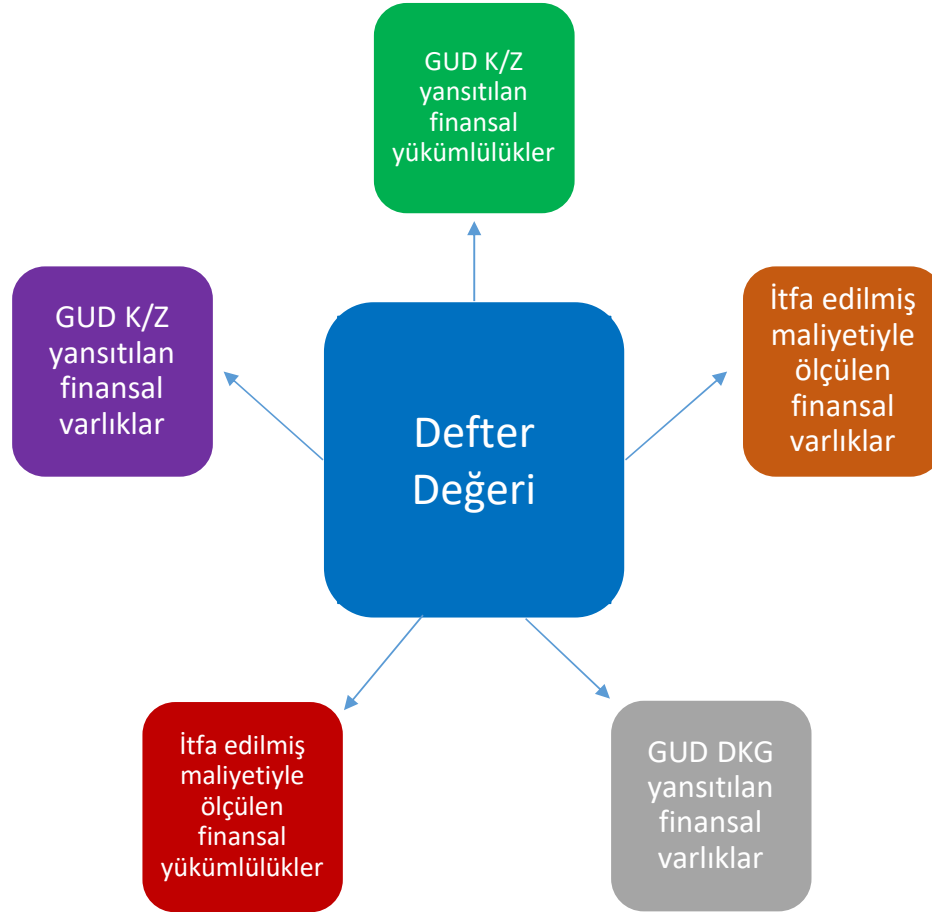 GUD K/Z
yansıtılan
finansal
yükümlülükler
GUD K/Z
yansıtılan
finansal
varlıklar
İtfa edilmiş
maliyetiyle
ölçülen
finansal
varlıklar
Defter
Değeri
İtfa edilmiş
maliyetiyle
ölçülen
finansal
yükümlülükler
GUD DKG
yansıtılan
finansal
varlıklar